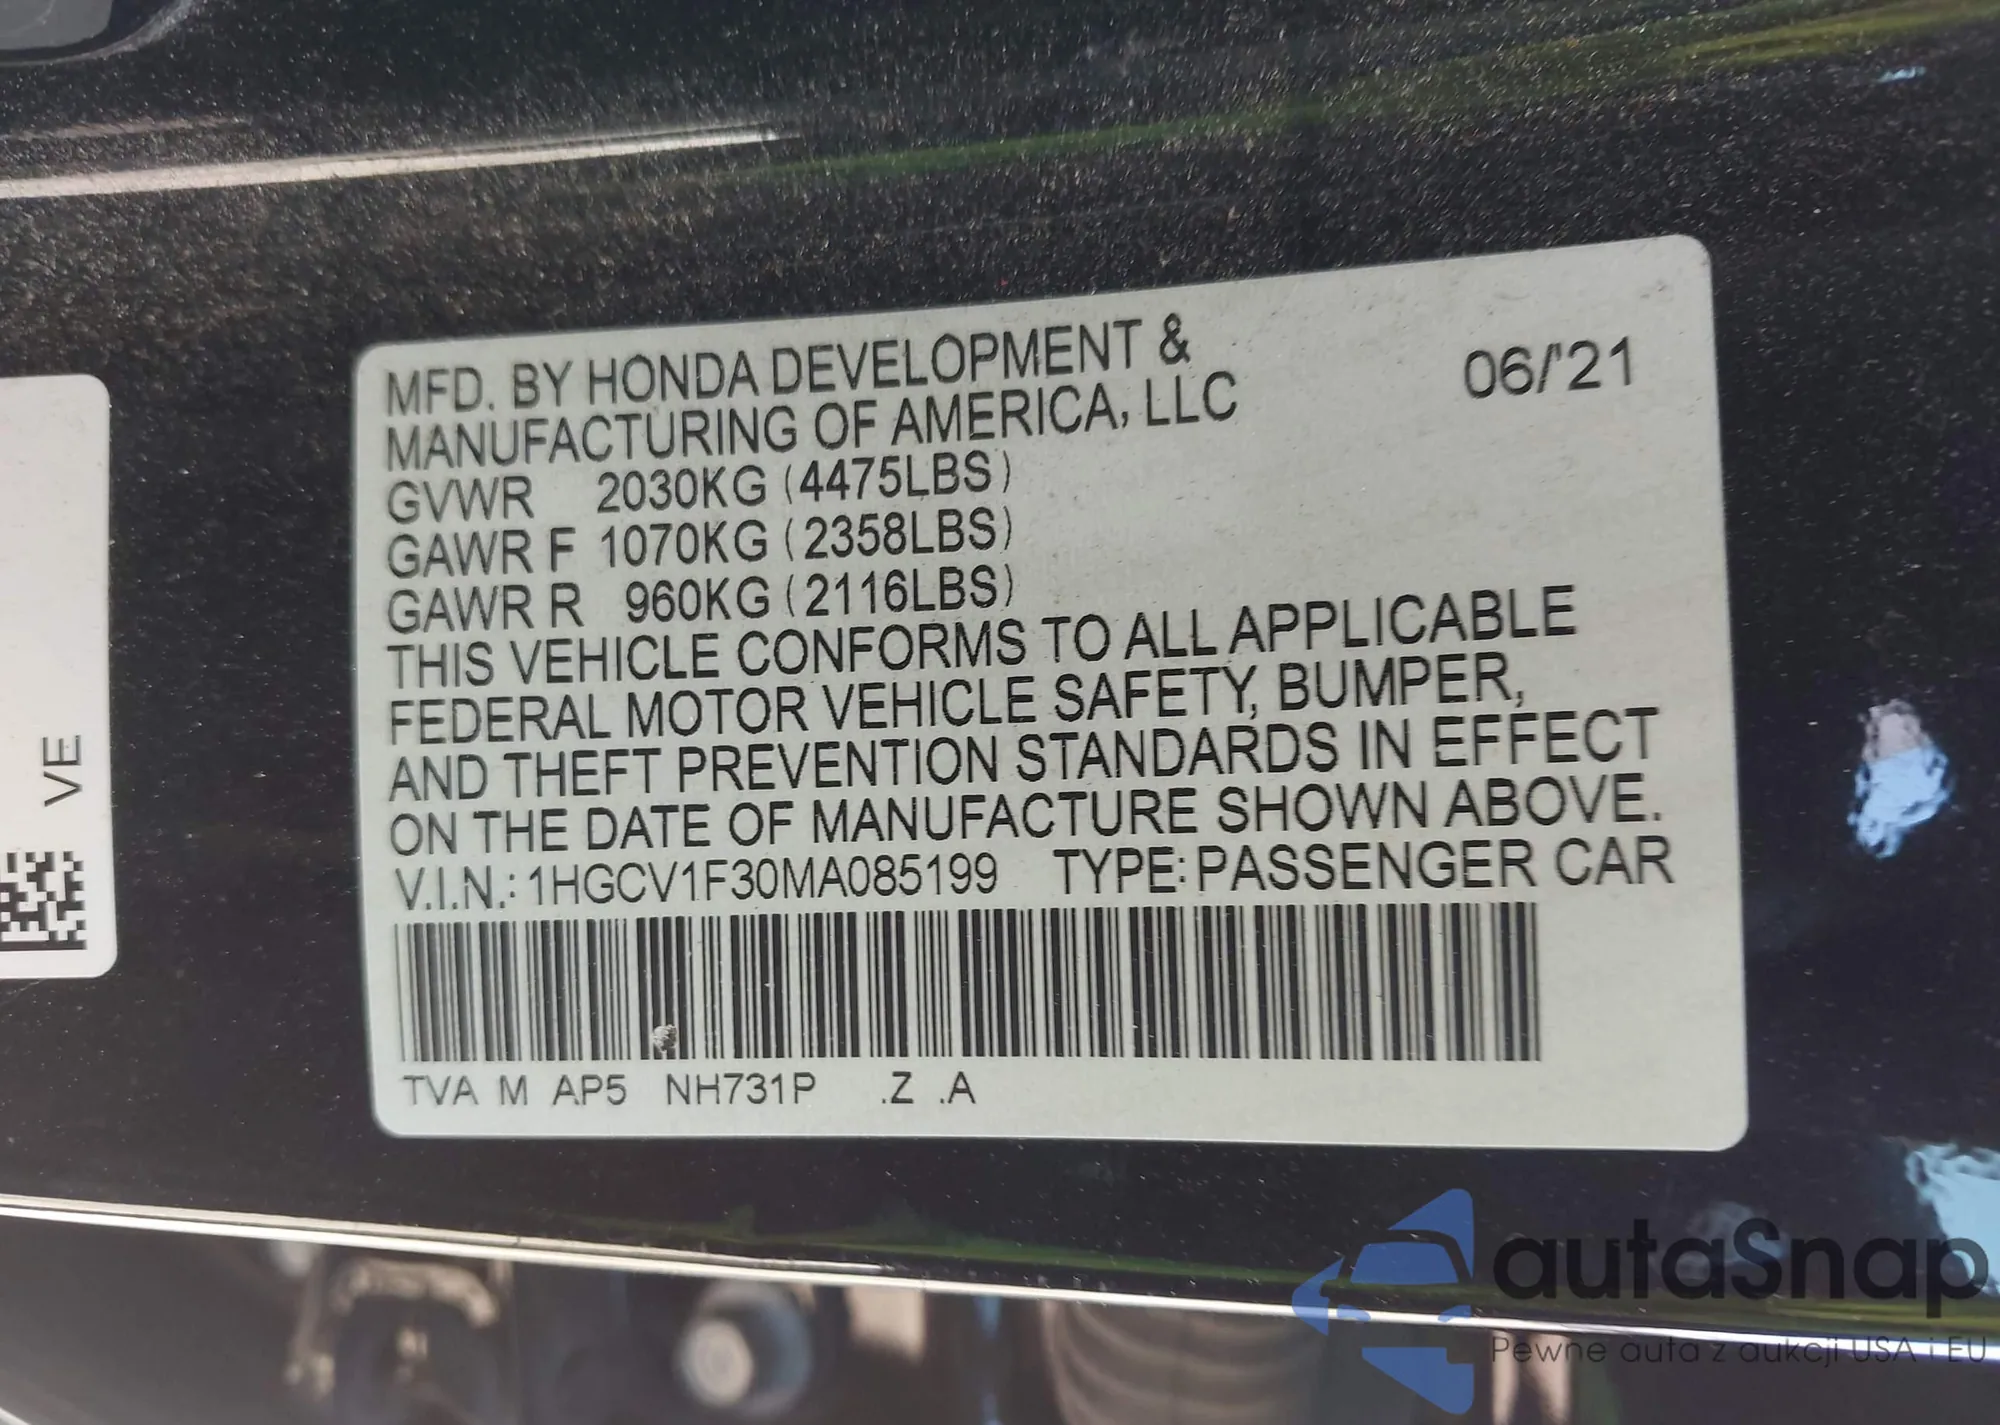 MFD. BY HONDA DEVELOPMENT &
MANUFACTURING OF AMERICA, LLC
06/'21
GVWR 2030KG (4475LBS)
GAWR F 1070KG (2358LBS)
GAWR R 960KG (2116LBS)
THIS VEHICLE CONFORMS TO ALL APPLICABLE
FEDERAL MOTOR VEHICLE SAFETY, BUMPER,
AND THEFT PREVENTION STANDARDS IN EFFECT
ON THE DATE OF MANUFACTURE SHOWN ABOVE.
V.I.N.: 1HGCV1F30MA085199 TYPE: PASSENGER CAR
TVA M AP5 NH731P .Z .A
VE
autaSnap
Pewne auta z aukcji USA i EU